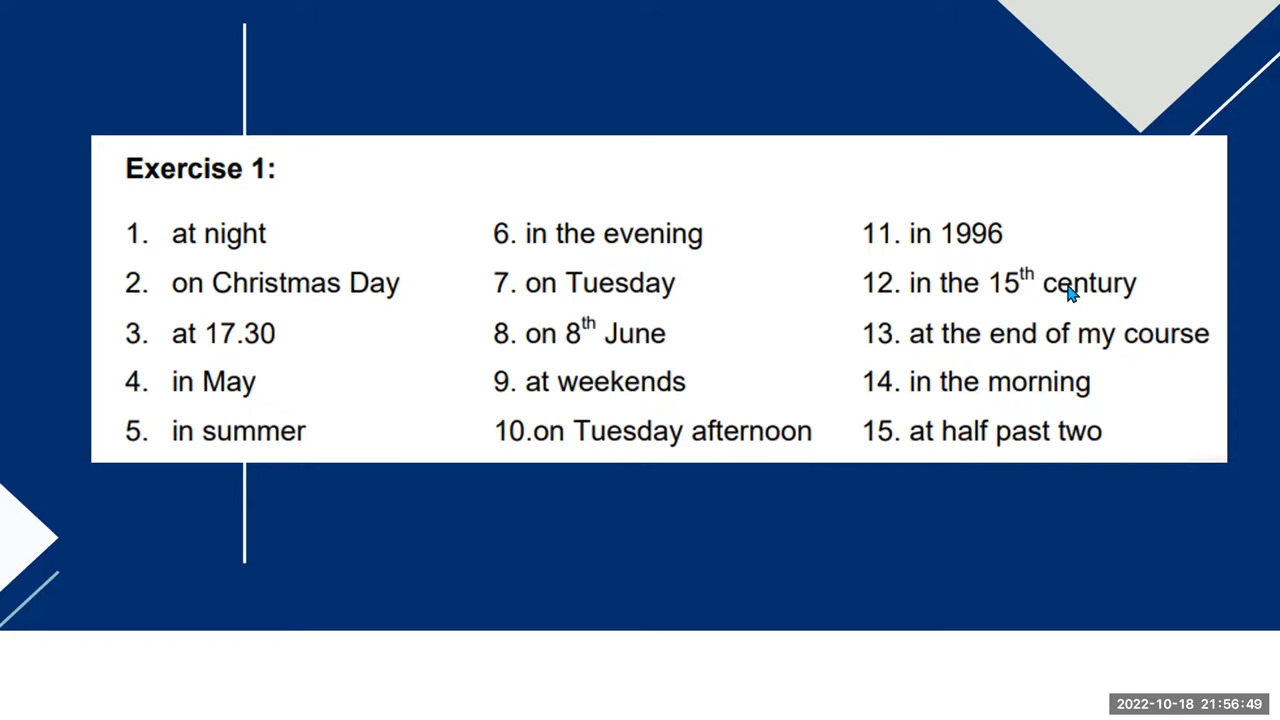 Exercise 1:
1. at night
2. on Christmas Day
3. at 17.30
4. in May
5. in summer
6. in the evening
7. on Tuesday
8. on 8th June
9. at weekends
10.on Tuesday afternoon
11. in 1996
12. in the 15th century
13. at the end of my course
14. in the morning
15. at half past two
2022-10-18 21:56:49